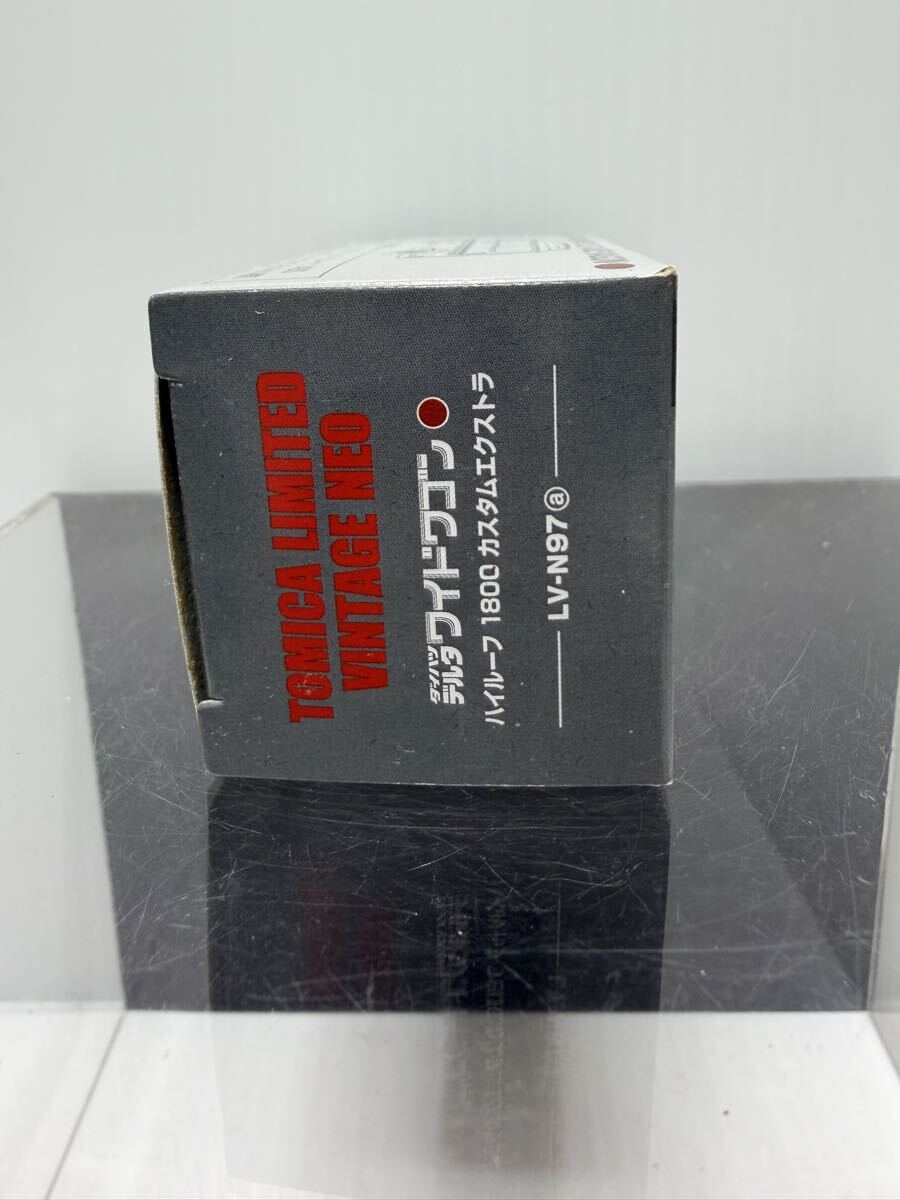 TOMICA LIMITED
VINTAGE NEO
ダイハツ
デルタワイドワゴン
ハイルーフ 1800 カスタムエクストラ
LV-N97ⓐ